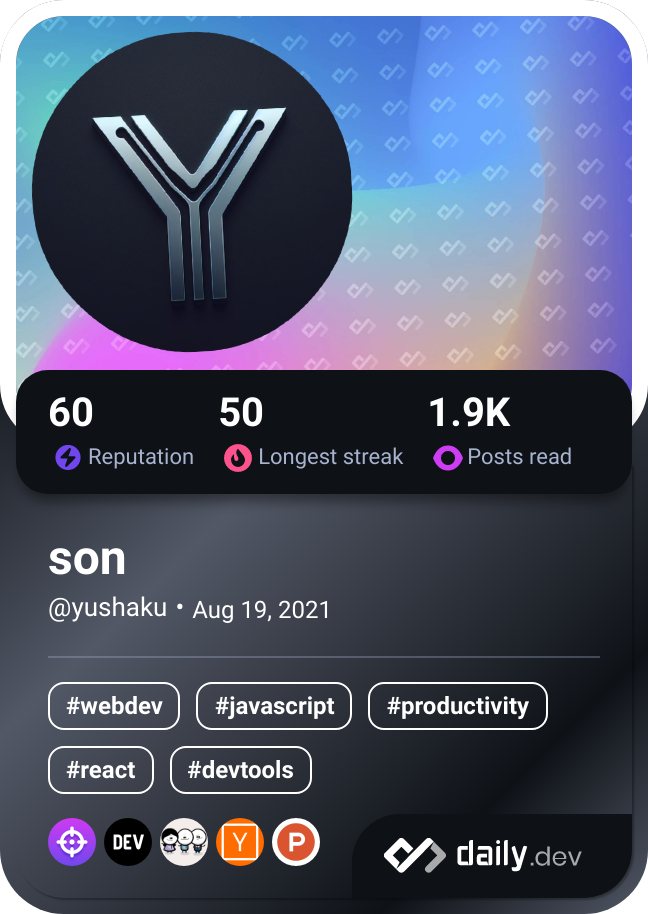 Y
60 50 1.9K
Reputation Longest streak Posts read
son
@yushaku • Aug 19, 2021
#webdev #javascript #productivity
#react #devtools
DEV Y P
daily.dev